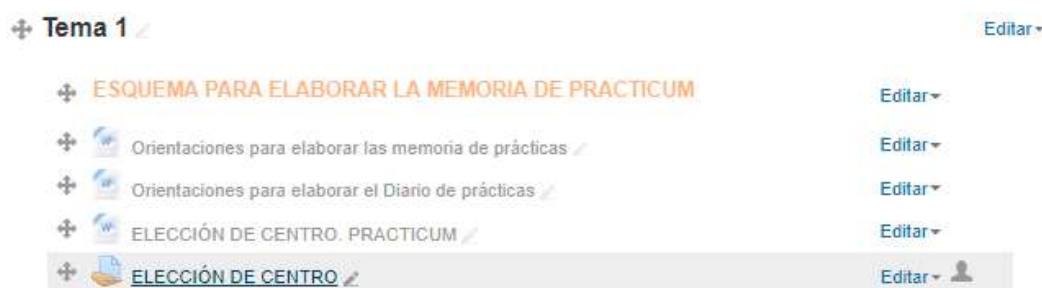 Tema 1 Editar
ESQUEMA PARA ELABORAR LA MEMORIA DE PRACTICUM Editar
Orientaciones para elaborar las memoria de prácticas Editar
Orientaciones para elaborar el Diario de prácticas Editar
ELECCIÓN DE CENTRO. PRACTICUM Editar
ELECCIÓN DE CENTRO Editar